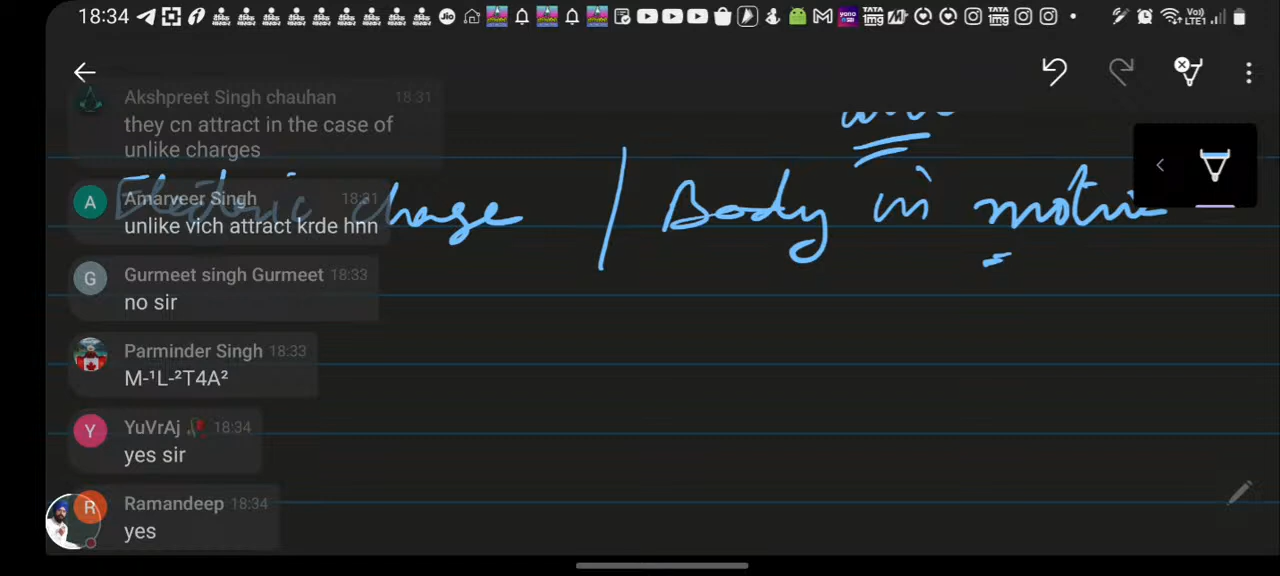 18:34
Akshpreet Singh chauhan 18:31
they cn attract in the case of
unlike charges
Electric charge / Body in motion
Amarveer Singh 18:31
unlike vich attract krde hnn
Gurmeet singh Gurmeet 18:33
no sir
Parminder Singh 18:33
M-¹L-²T4A²
YuVrAj 18:34
yes sir
Ramandeep 18:34
yes